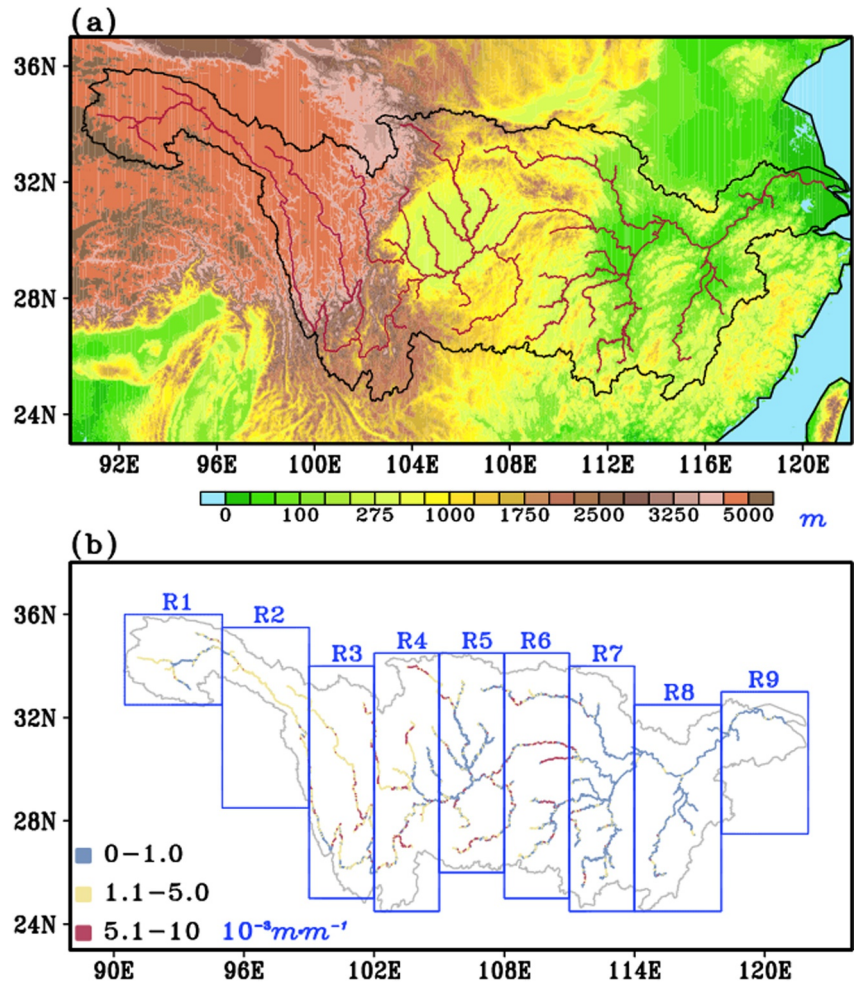 (a)
36N
32N
28N
24N
92E 96E 100E 104E 108E 112E 116E 120E
0 100 275 1000 1750 2500 3250 5000 m
(b)
36N
32N
28N
24N
R1 R2 R3 R4 R5 R6 R7 R8 R9
0−1.0
1.1−5.0
5.1−10 10⁻³m·m⁻¹
90E 96E 102E 108E 114E 120E